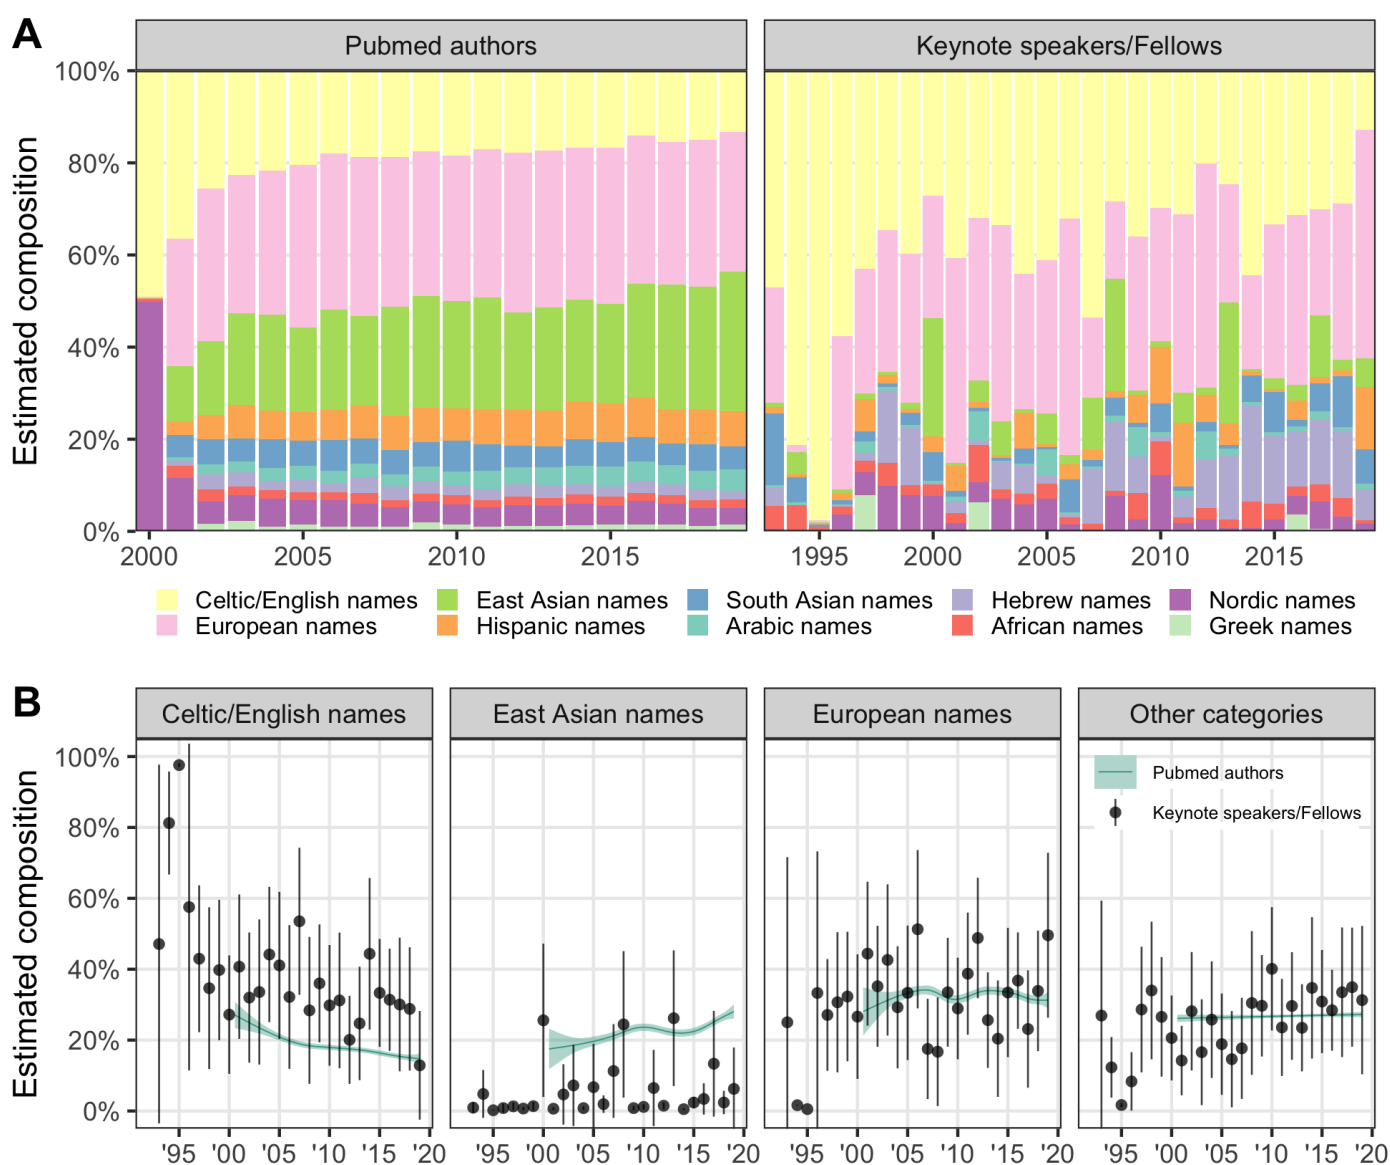 A
Pubmed authors
Keynote speakers/Fellows
Estimated composition
100%
80%
60%
40%
20%
0%
2000 2005 2010 2015
1995 2000 2005 2010 2015
Celtic/English names East Asian names South Asian names Hebrew names Nordic names
European names Hispanic names Arabic names African names Greek names
B
Celtic/English names
East Asian names
European names
Other categories
Estimated composition
100%
80%
60%
40%
20%
0%
Pubmed authors
Keynote speakers/Fellows
'95 '00 '05 '10 '15 '20
'95 '00 '05 '10 '15 '20
'95 '00 '05 '10 '15 '20
'95 '00 '05 '10 '15 '20